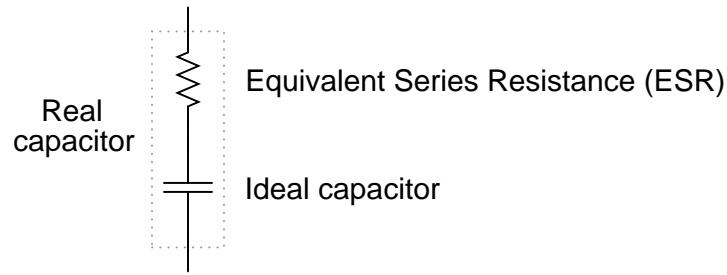 Equivalent Series Resistance (ESR)
Real
capacitor
Ideal capacitor